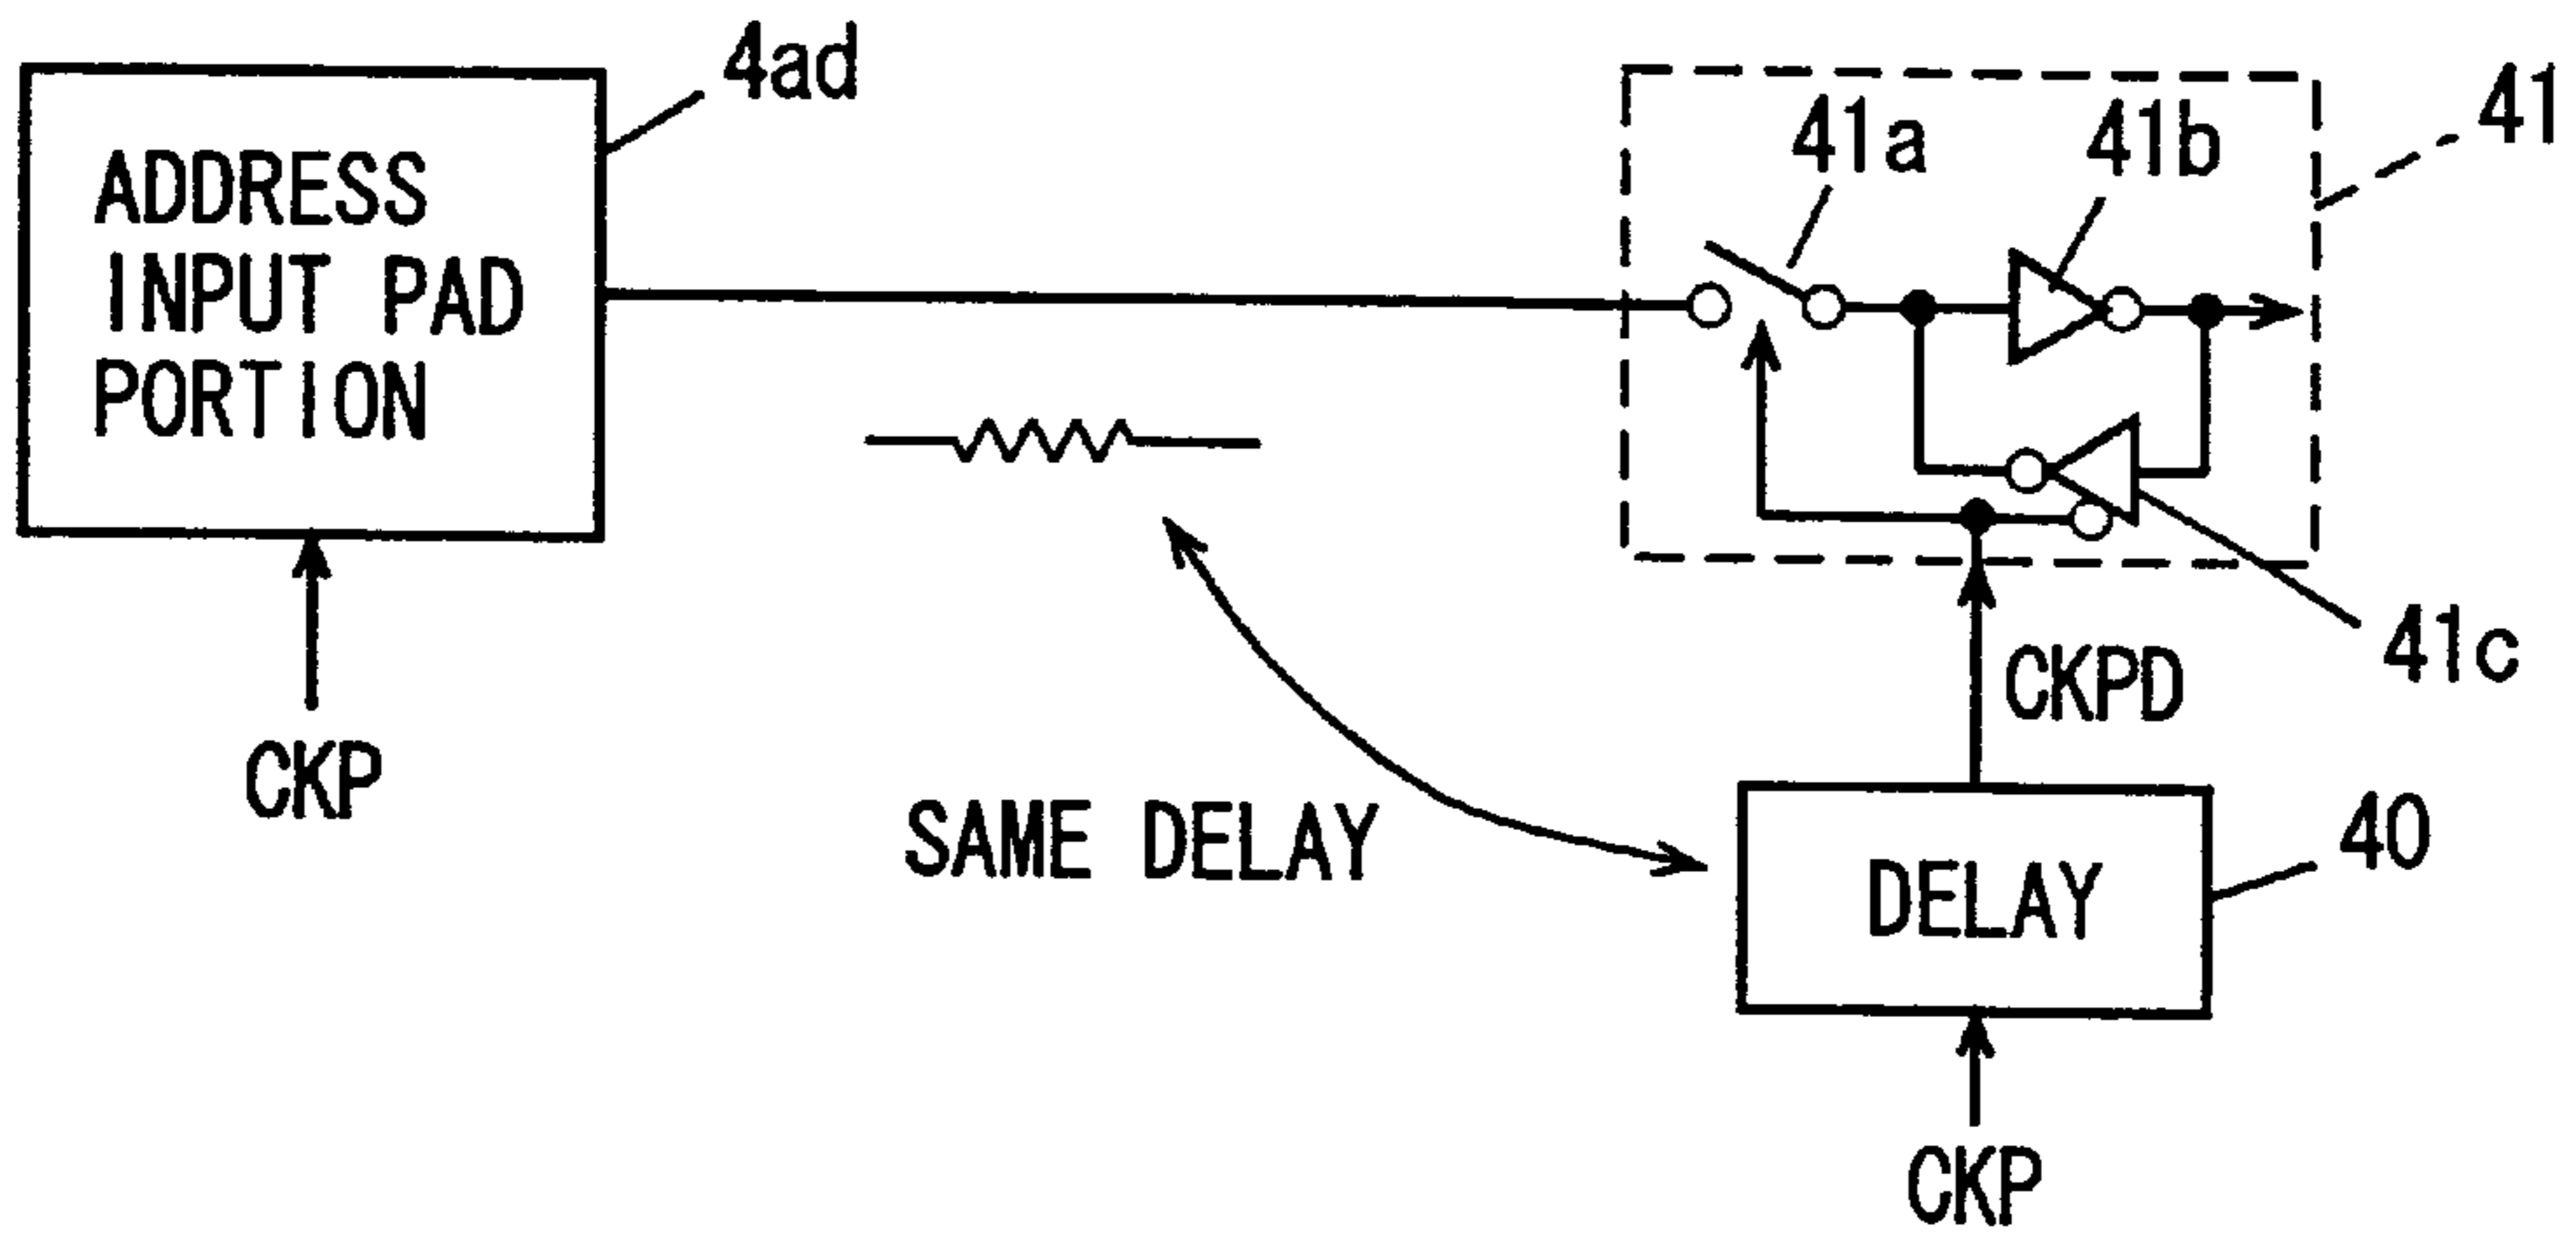 4ad
ADDRESS
INPUT PAD
PORTION
41a
41b
41
41c
CKP
CKPD
SAME DELAY
40
DELAY
CKP